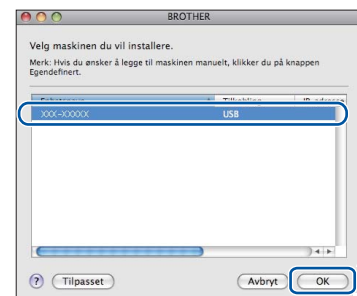 BROTHER
Velg maskinen du vil installere.
Merk: Hvis du ønsker å legge til maskinen manuelt, klikker du på knappen
Egendefinert.
XXX-XXXXX USB
? Tilpasset Avbryt OK